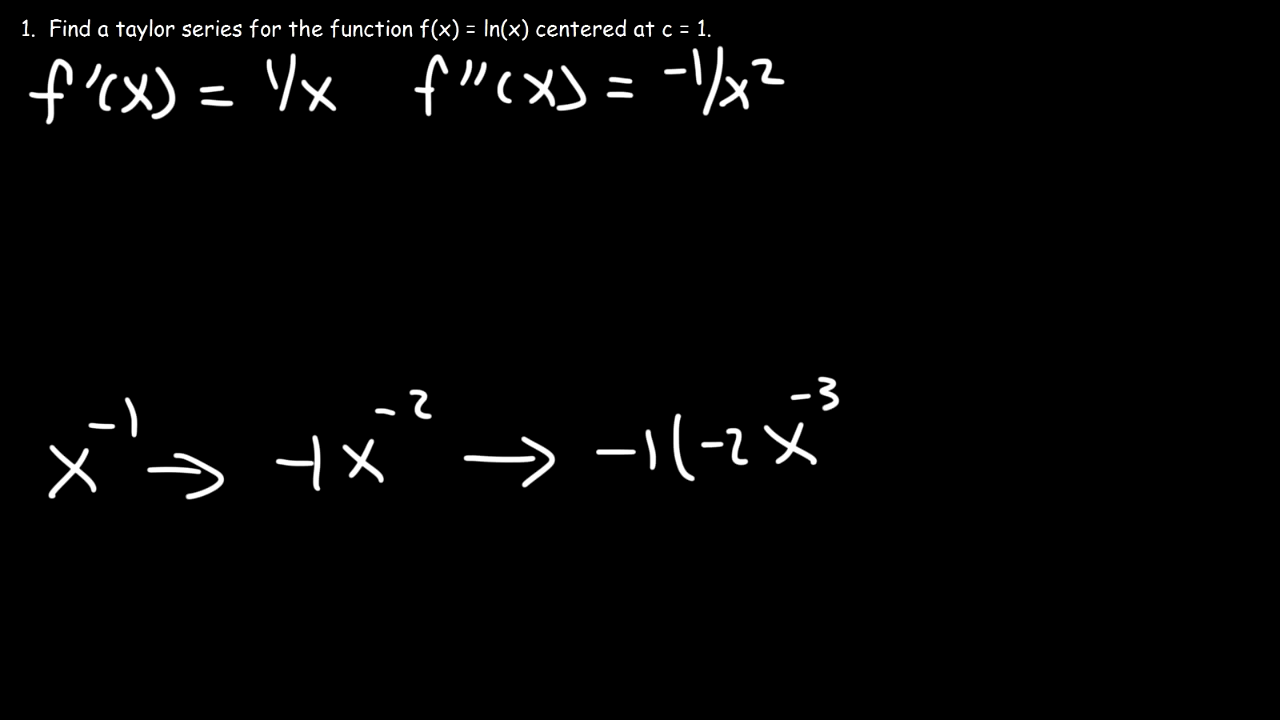 1. Find a taylor series for the function f(x) = ln(x) centered at c = 1.
f'(x) = 1/x f''(x) = -1/x²
x⁻¹ → -1x⁻² → -1(-2x⁻³